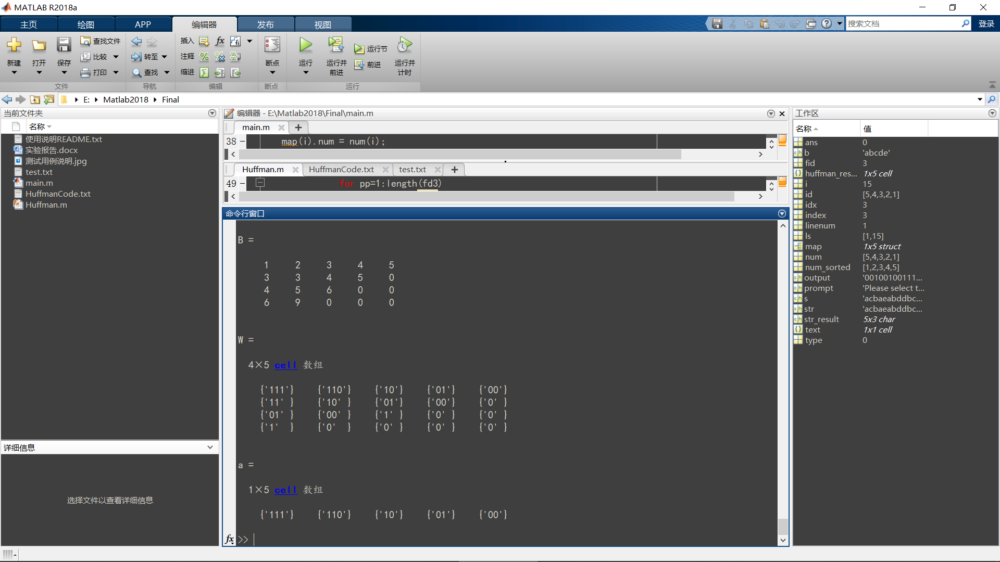 MATLAB R2018a
主页 绘图 APP 编辑器 发布 视图 搜索文档 登录
新建 打开 保存 查找文件 比较 打印 转至 查找 插入 fx fi 注释 缩进 断点 运行 运行并前进 运行节 前进 运行并计时
文件 导航 编辑 断点 运行
E: Matlab2018 Final
当前文件夹
名称
使用说明README.txt
实验报告.docx
测试用例说明.jpg
test.txt
main.m
HuffmanCode.txt
Huffman.m
详细信息
选择文件以查看详细信息
编辑器 - E:\Matlab2018\Final\main.m
main.m
38 – map(i).num = num(i);
Huffman.m HuffmanCode.txt test.txt
49 – for pp=1:length(fd3)
命令行窗口
B =
1 2 3 4 5
3 3 4 5 0
4 5 6 0 0
6 9 0 0 0
W =
4×5 cell 数组
{'111'} {'110'} {'10'} {'01'} {'00'}
{'11' } {'10' } {'01'} {'00'} {'0' }
{'01' } {'00' } {'1' } {'0' } {'0' }
{'1'  } {'0'  } {'0' } {'0' } {'0' }
a =
1×5 cell 数组
{'111'} {'110'} {'10'} {'01'} {'00'}
fx >>
工作区
名称 值
ans 0
b 'abcde'
fid 3
huffman_res... 1x5 cell
i 15
id [5,4,3,2,1]
idx 3
index 3
linenum 1
ls [1,15]
map 1x5 struct
num [5,4,3,2,1]
num_sorted [1,2,3,4,5]
output '00100100111...
prompt 'Please select t...
s 'acbaeabddbc...
str 'acbaeabddbc...
str_result 5x3 char
text 1x1 cell
type 0